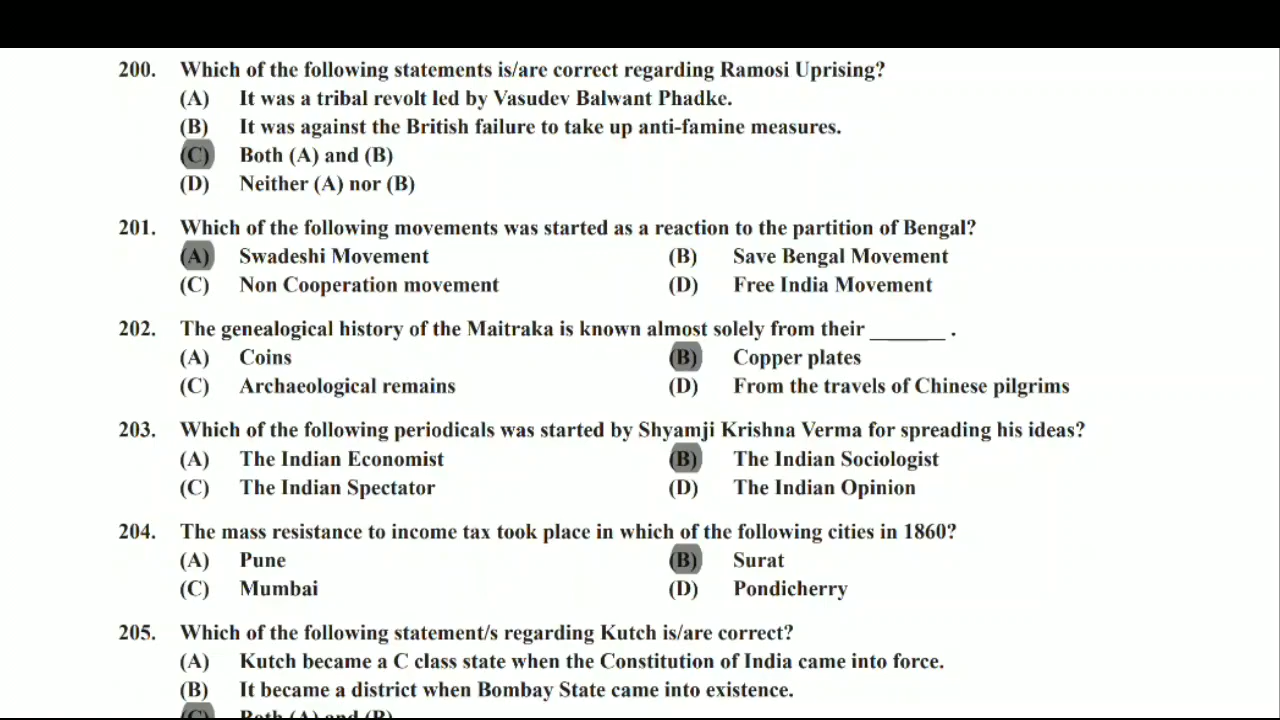 200. Which of the following statements is/are correct regarding Ramosi Uprising?
(A) It was a tribal revolt led by Vasudev Balwant Phadke.
(B) It was against the British failure to take up anti-famine measures.
(C) Both (A) and (B)
(D) Neither (A) nor (B)
201. Which of the following movements was started as a reaction to the partition of Bengal?
(A) Swadeshi Movement (B) Save Bengal Movement
(C) Non Cooperation movement (D) Free India Movement
202. The genealogical history of the Maitraka is known almost solely from their _______ .
(A) Coins (B) Copper plates
(C) Archaeological remains (D) From the travels of Chinese pilgrims
203. Which of the following periodicals was started by Shyamji Krishna Verma for spreading his ideas?
(A) The Indian Economist (B) The Indian Sociologist
(C) The Indian Spectator (D) The Indian Opinion
204. The mass resistance to income tax took place in which of the following cities in 1860?
(A) Pune (B) Surat
(C) Mumbai (D) Pondicherry
205. Which of the following statement/s regarding Kutch is/are correct?
(A) Kutch became a C class state when the Constitution of India came into force.
(B) It became a district when Bombay State came into existence.
(C) Both (A) and (B)